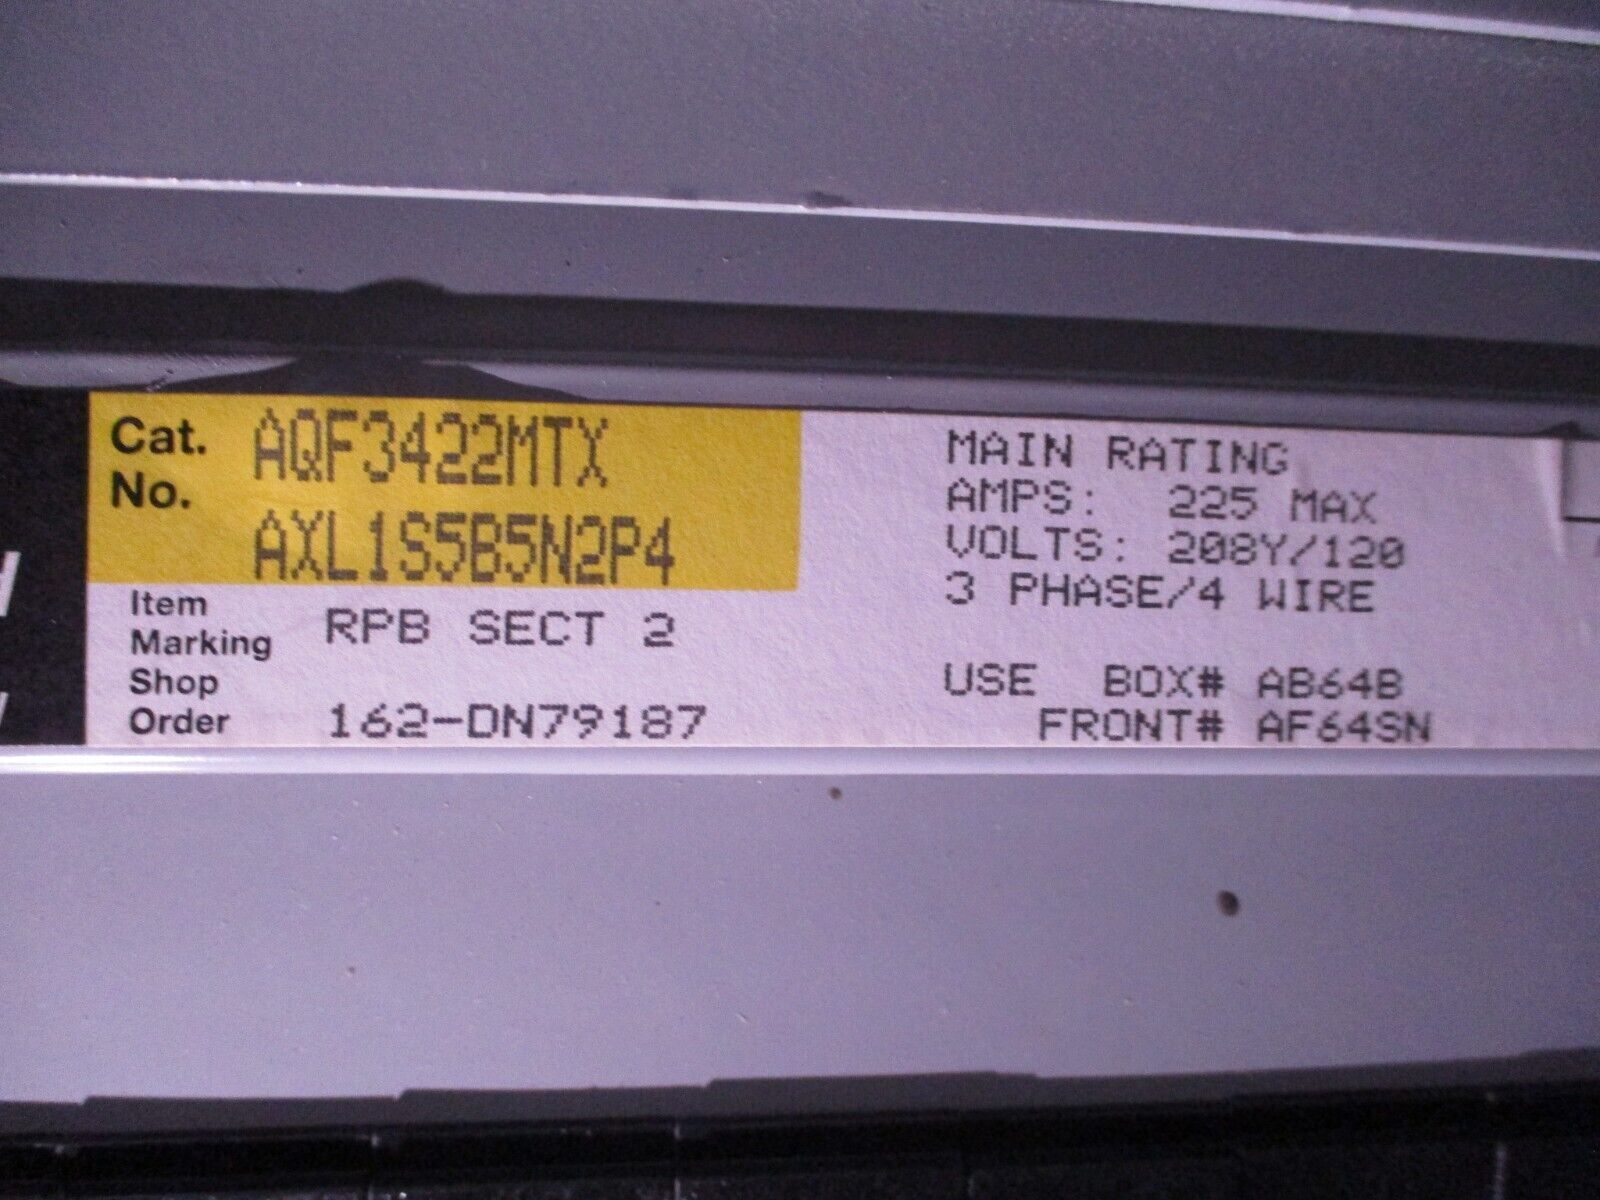 Cat. AQF3422MTX
No.
AXL1S5B5N2P4
Item
Marking RPB SECT 2
Shop
Order 162-DN79187
MAIN RATING
AMPS: 225 MAX
VOLTS: 208Y/120
3 PHASE/4 WIRE
USE BOX# AB64B
FRONT# AF64SN